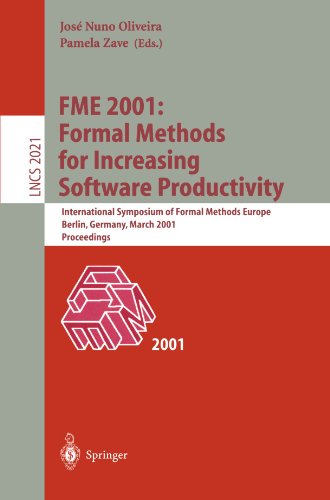 José Nuno Oliveira
Pamela Zave (Eds.)
LNCS 2021
FME 2001:
Formal Methods
for Increasing
Software Productivity
International Symposium of Formal Methods Europe
Berlin, Germany, March 2001
Proceedings
2001
Springer